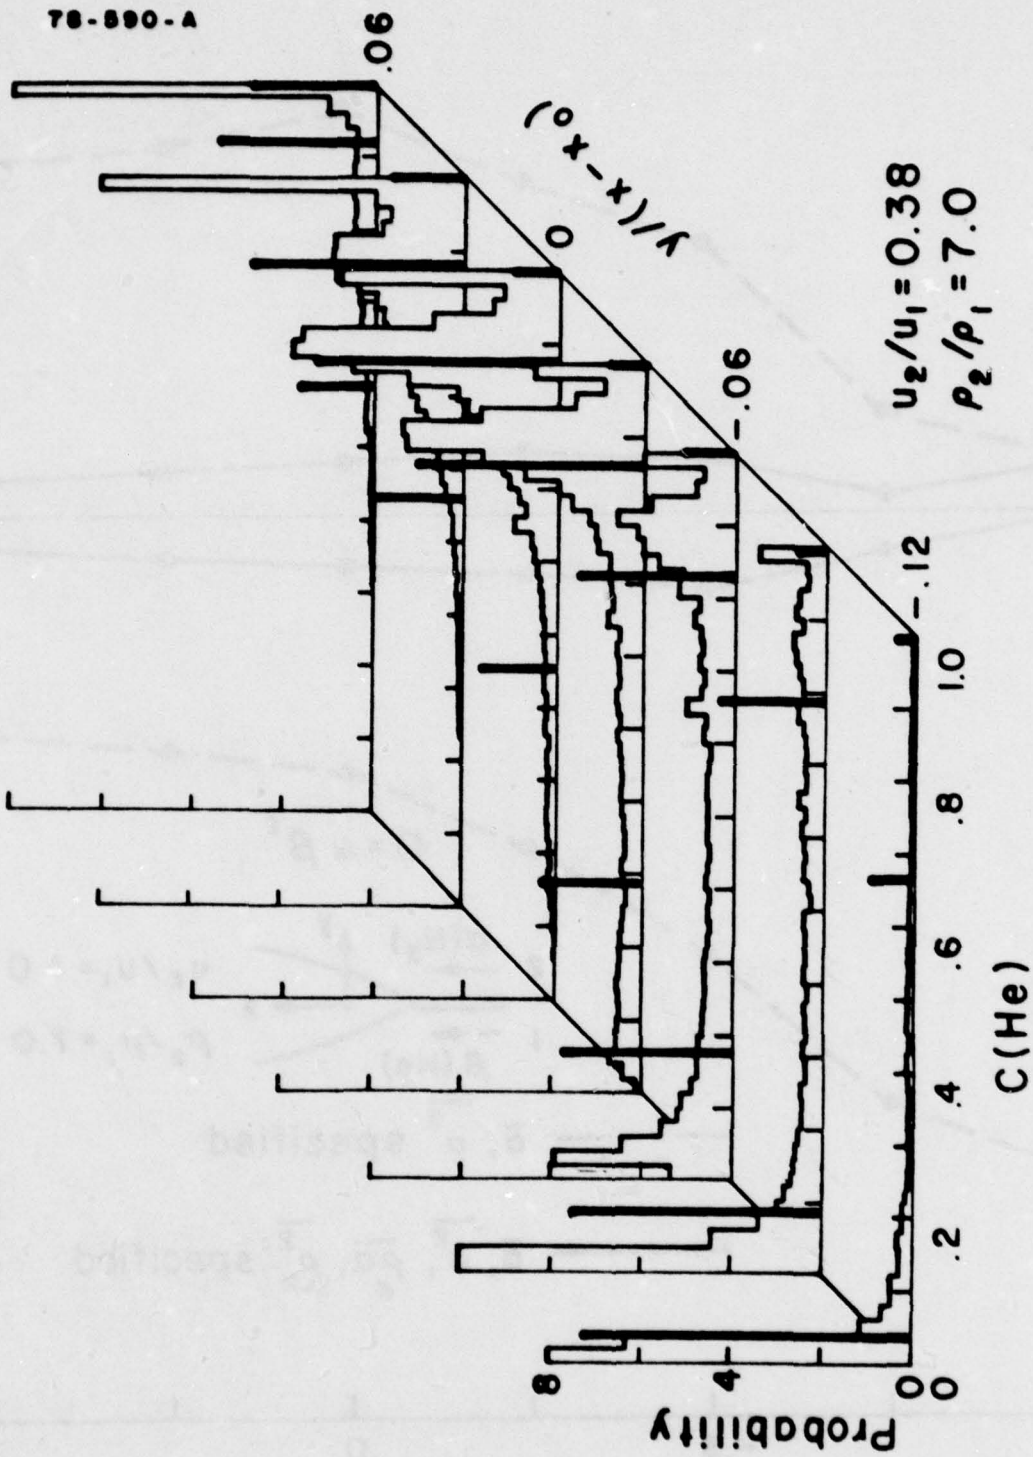 78-590-A
Probability
8
4
0
0
.2
.4
.6
.8
1.0
C(He)
-.12
-.06
0
.06
y/(x-x₀)
u₂/u₁=0.38
ρ₂/ρ₁=7.0